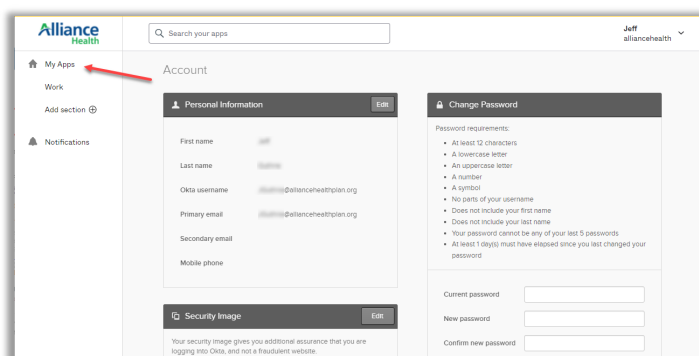 Alliance
Health
Search your apps
Jeff
alliancehealth
My Apps
Work
Add section
Notifications
Account
Personal Information
Edit
First name
Last name
Okta username
@alliancehealthplan.org
Primary email
@alliancehealthplan.org
Secondary email
Mobile phone
Security Image
Edit
Your security image gives you additional assurance that you are
logging into Okta, and not a fraudulent website.
Change Password
Password requirements:
At least 12 characters
A lowercase letter
An uppercase letter
A number
A symbol
No parts of your username
Does not include your first name
Does not include your last name
Your password cannot be any of your last 5 passwords
At least 1 day(s) must have elapsed since you last changed your
password
Current password
New password
Confirm new password